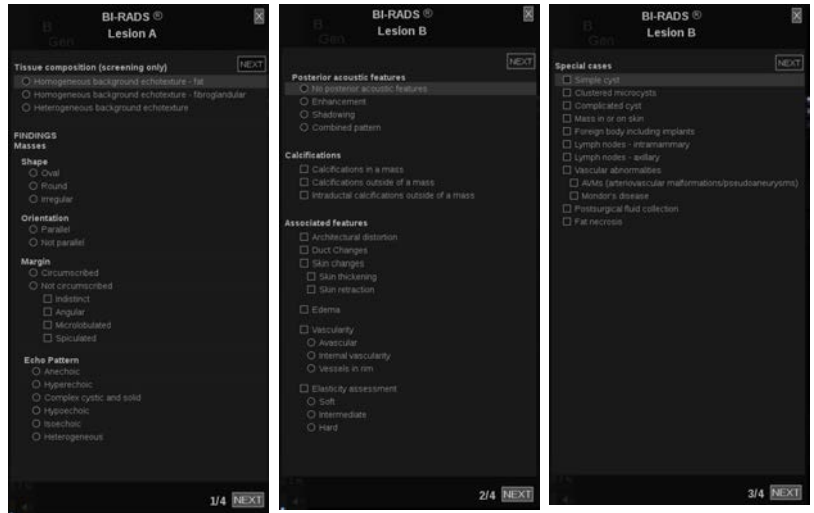 BI-RADS ®
X
Lesion A
NEXT
Tissue composition (screening only)
Homogeneous background echotexture - fat
Homogeneous background echotexture - fibroglandular
Heterogeneous background echotexture
FINDINGS
Masses
Shape
Oval
Round
Irregular
Orientation
Parallel
Not parallel
Margin
Circumscribed
Not circumscribed
Indistinct
Angular
Microlobulated
Spiculated
Echo Pattern
Anechoic
Hyperechoic
Complex cystic and solid
Hypoechoic
Isoechoic
Heterogeneous
1/4 NEXT
BI-RADS ®
X
Lesion B
NEXT
Posterior acoustic features
No posterior acoustic features
Enhancement
Shadowing
Combined pattern
Calcifications
Calcifications in a mass
Calcifications outside of a mass
Intraductal calcifications outside of a mass
Associated features
Architectural distortion
Duct Changes
Skin changes
Skin thickening
Skin retraction
Edema
Vascularity
Avascular
Internal vascularity
Vessels in rim
Elasticity assessment
Soft
Intermediate
Hard
2/4 NEXT
BI-RADS ®
X
Lesion B
Special cases NEXT
Simple cyst
Clustered microcysts
Complicated cyst
Mass in or on skin
Foreign body including implants
Lymph nodes - intramammary
Lymph nodes - axillary
Vascular abnormalities
AVMs (arteriovascular malformations/pseudoaneurysms)
Mondor's disease
Postsurgical fluid collection
Fat necrosis
3/4 NEXT